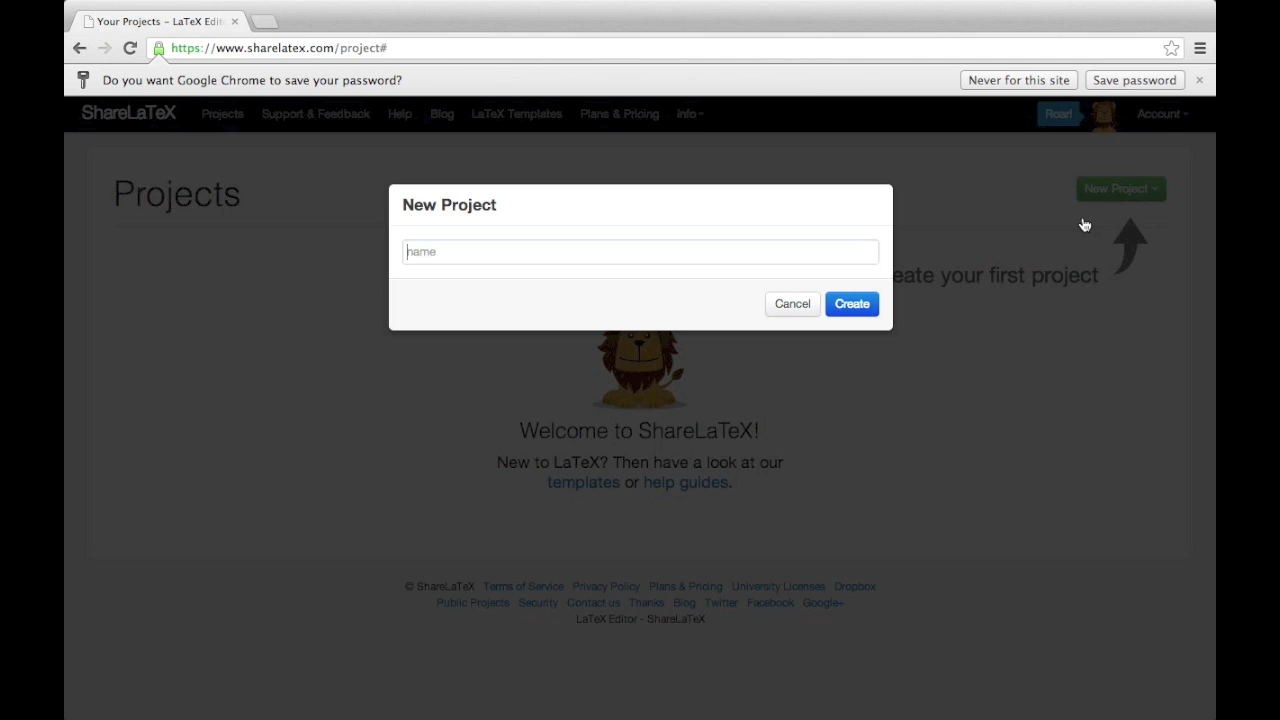 Your Projects – LaTeX Edit
https://www.sharelatex.com/project#
Do you want Google Chrome to save your password?
Never for this site
Save password
ShareLaTeX
Projects
Support & Feedback
Help
Blog
LaTeX Templates
Plans & Pricing
Info
Roar!
Account
Projects
New Project
New Project
name
eate your first project
Cancel
Create
Welcome to ShareLaTeX!
New to LaTeX? Then have a look at our
templates or help guides.
© ShareLaTeX Terms of Service Privacy Policy Plans & Pricing University Licenses Dropbox
Public Projects Security Contact us Thanks Blog Twitter Facebook Google+
LaTeX Editor - ShareLaTeX